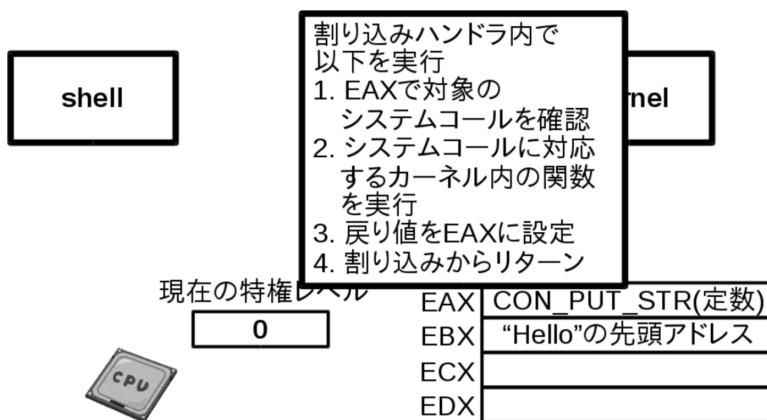 shell
割り込みハンドラ内で
以下を実行
1. EAXで対象の
システムコールを確認
2. システムコールに対応
するカーネル内の関数
を実行
3. 戻り値をEAXに設定
4. 割り込みからリターン
rnel
現在の特権レベル
0
CPU
EAX CON_PUT_STR(定数)
EBX “Hello”の先頭アドレス
ECX
EDX